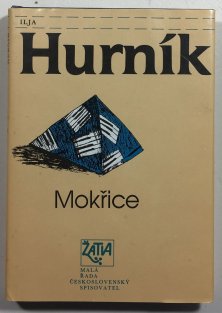 ILJA
Hurník
Mokřice
ŽATVA
MALÁ
ŘADA
ČESKOSLOVENSKÝ
SPISOVATEL